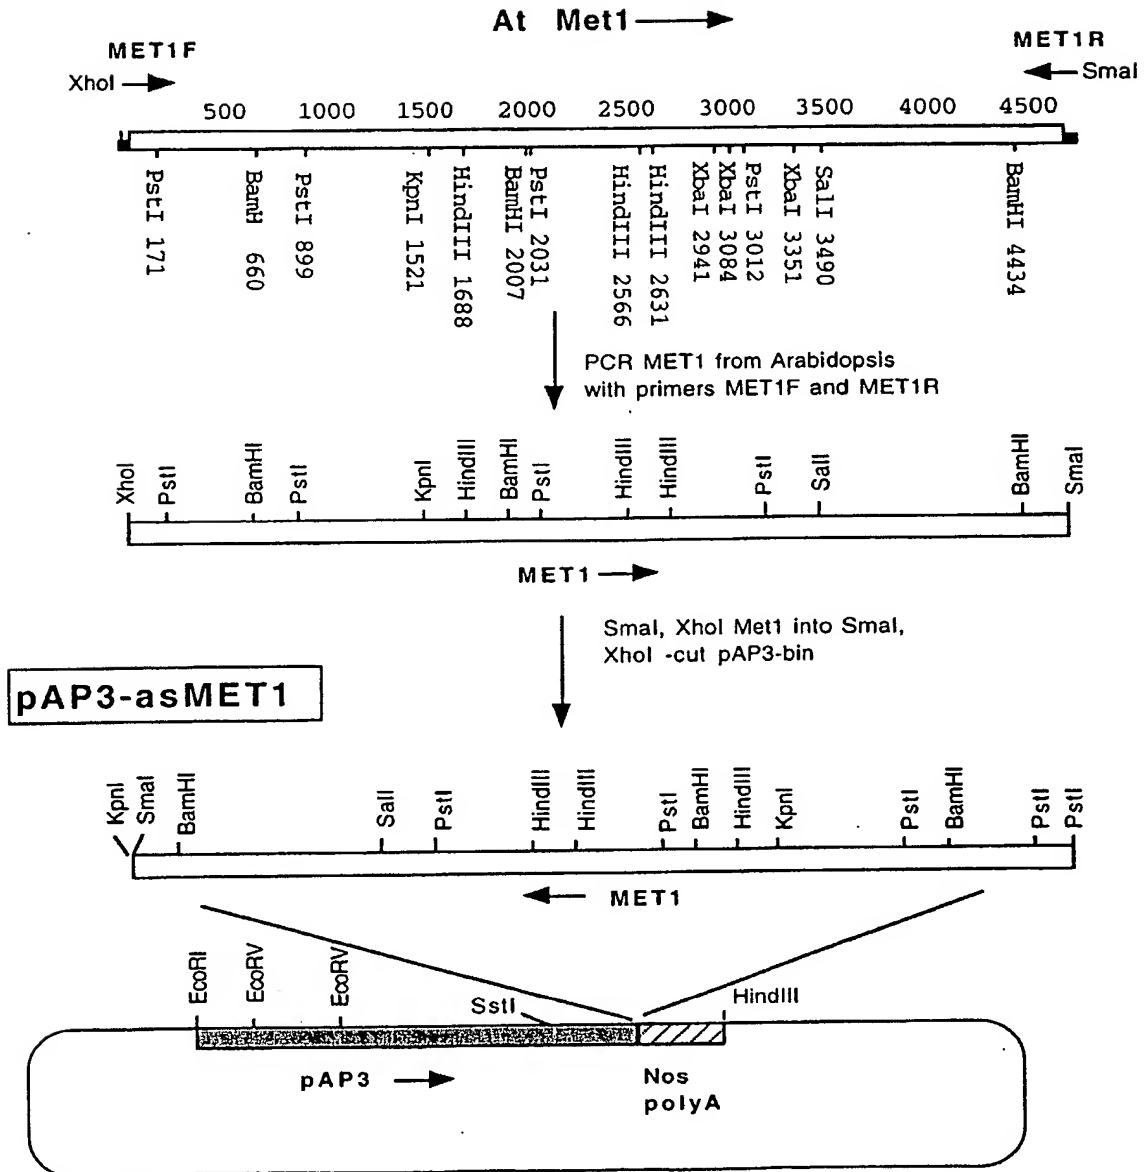 At Met1
MET1F
MET1R
XhoI
SmaI
500 1000 1500 2000 2500 3000 3500 4000 4500
PstI 171
BamH 660
PstI 899
KpnI 1521
HindIII 1688
BamHI 2007
PstI 2031
HindIII 2566
HindIII 2631
XbaI 2941
XbaI 3084
PstI 3012
XbaI 3351
SalI 3490
BamHI 4434
PCR MET1 from Arabidopsis
with primers MET1F and MET1R
XhoI
PstI
BamHI
PstI
KpnI
HindIII
BamHI
PstI
HindIII
HindIII
PstI
SalI
BamHI
SmaI
MET1
SmaI, XhoI Met1 into SmaI,
XhoI -cut pAP3-bin
pAP3-asMET1
KpnI
SmaI
BamHI
SalI
PstI
HindIII
HindIII
PstI
BamHI
HindIII
KpnI
PstI
BamHI
PstI
PstI
MET1
EcoRI
EcoRV
EcoRV
SstI
HindIII
pAP3
Nos
polyA